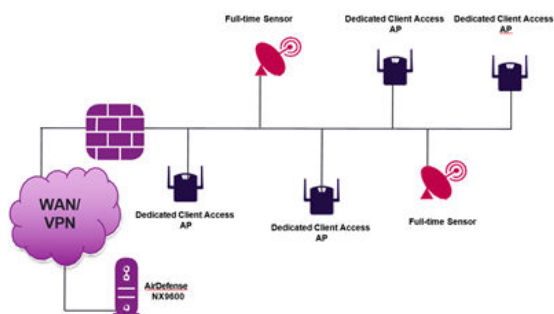 Full-time Sensor
Dedicated Client Access
AP
Dedicated Client Access
AP
WAN/
VPN
Dedicated Client Access
AP
Dedicated Client Access
AP
Full-time Sensor
AirDefense
NX9600